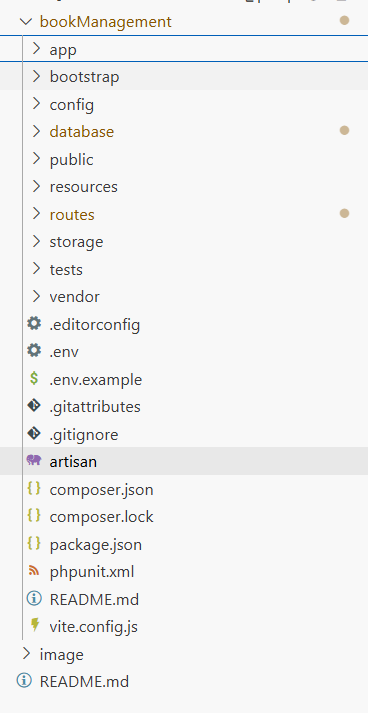 bookManagement
app
bootstrap
config
database
public
resources
routes
storage
tests
vendor
.editorconfig
.env
.env.example
.gitattributes
.gitignore
artisan
composer.json
composer.lock
package.json
phpunit.xml
README.md
vite.config.js
image
README.md